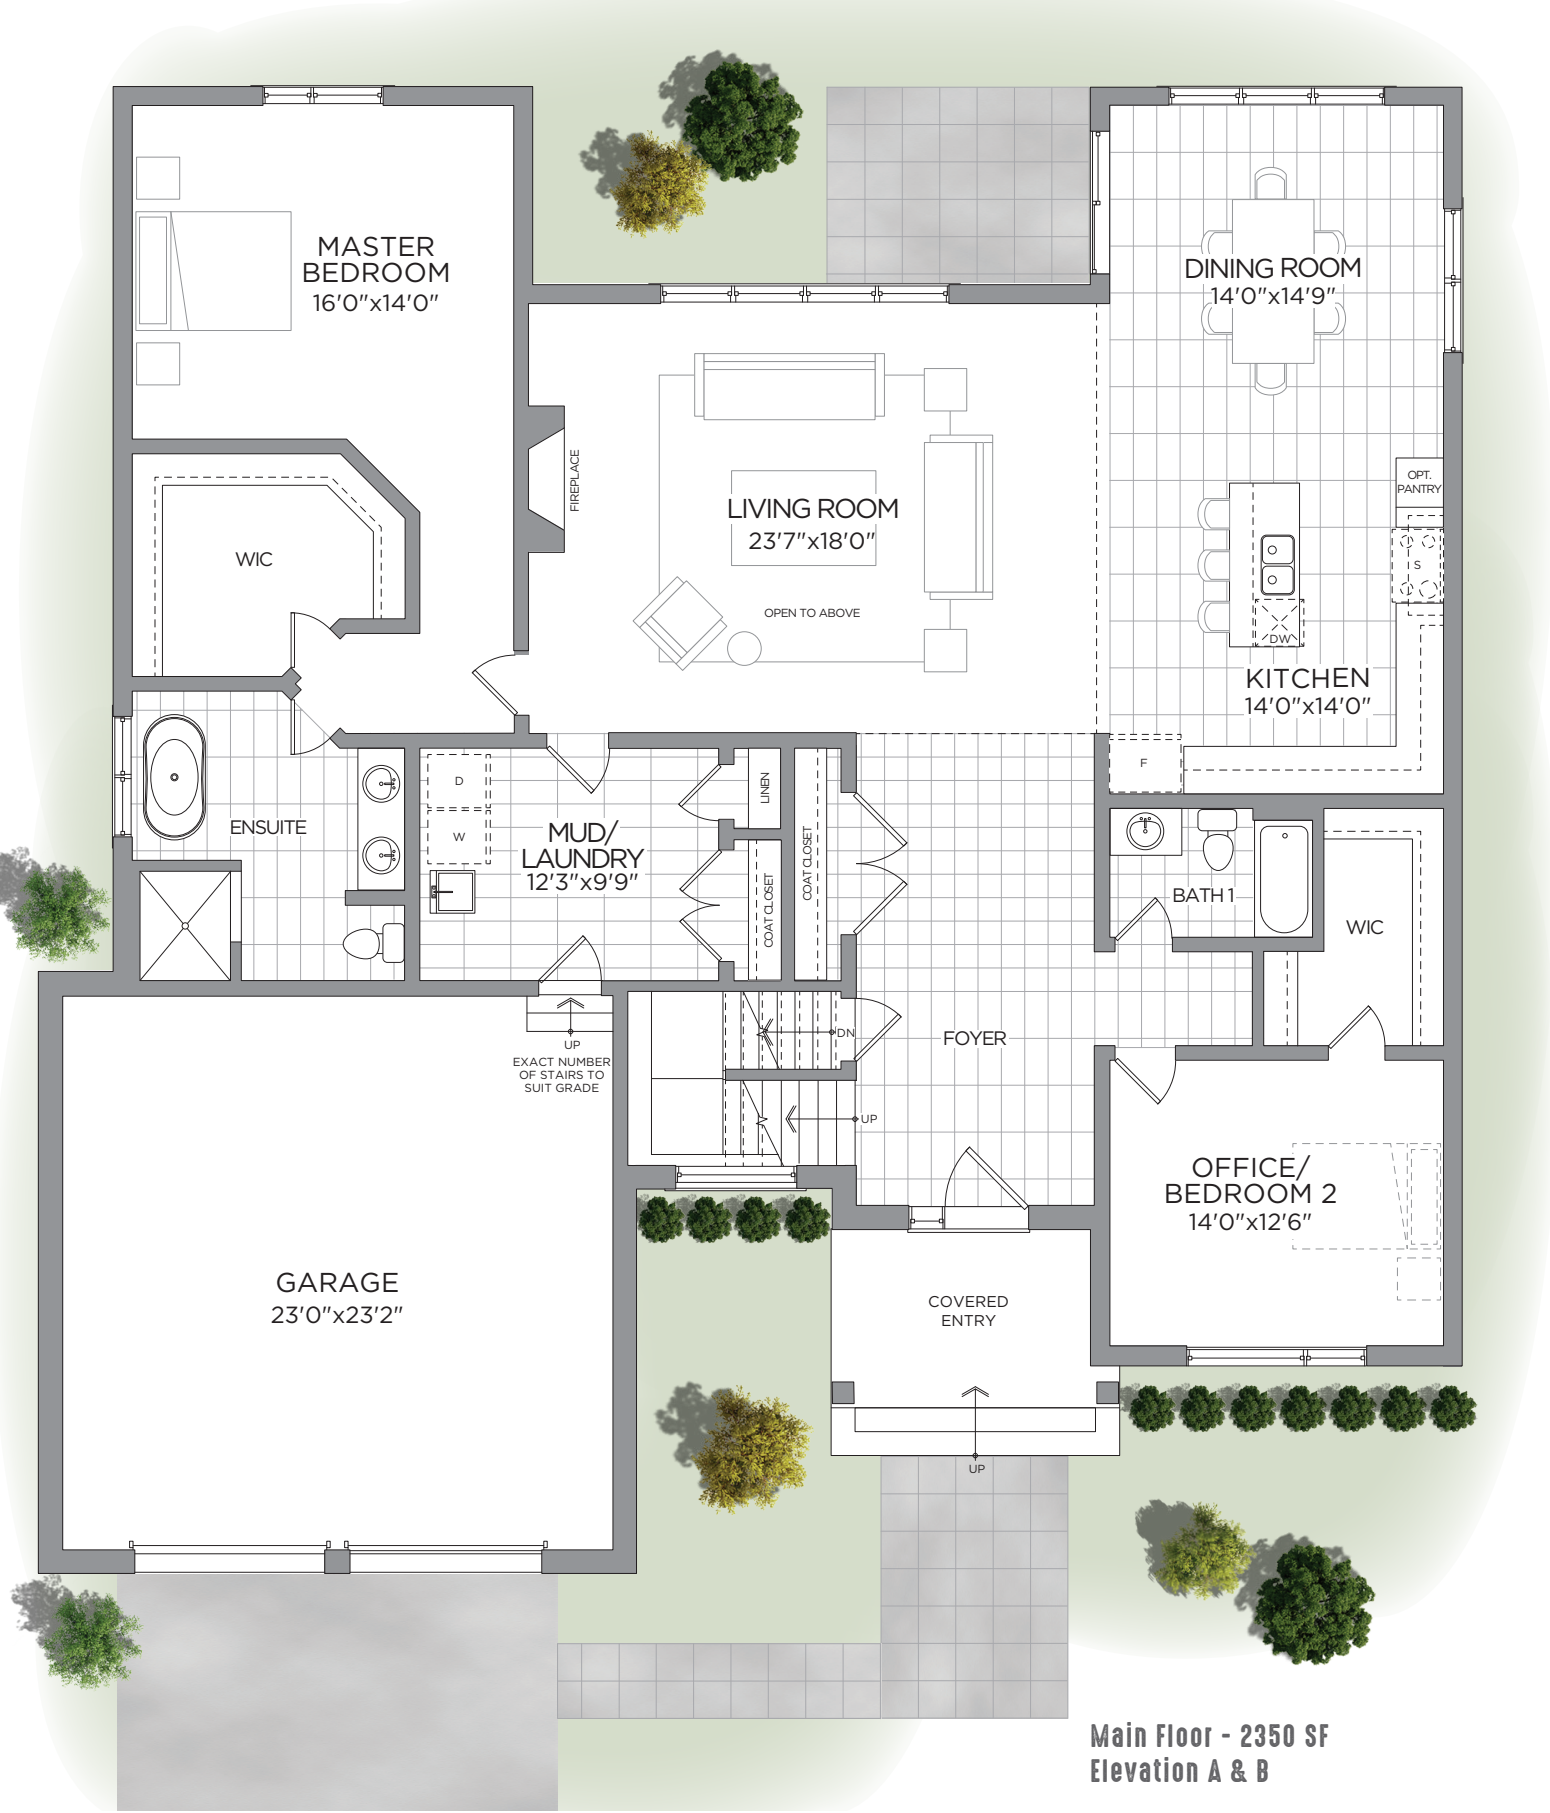 MASTER
BEDROOM
16'0"x14'0"
DINING ROOM
14'0"x14'9"
FIREPLACE
LIVING ROOM
23'7"x18'0"
OPEN TO ABOVE
OPT.
PANTRY
S
DW
WIC
KITCHEN
14'0"x14'0"
F
D
W
LINEN
ENSUITE
MUD/
LAUNDRY
12'3"x9'9"
COAT CLOSET
COAT CLOSET
BATH 1
WIC
DN
FOYER
UP
EXACT NUMBER
OF STAIRS TO
SUIT GRADE
UP
OFFICE/
BEDROOM 2
14'0"x12'6"
GARAGE
23'0"x23'2"
COVERED
ENTRY
UP
Main Floor - 2350 SF
Elevation A & B